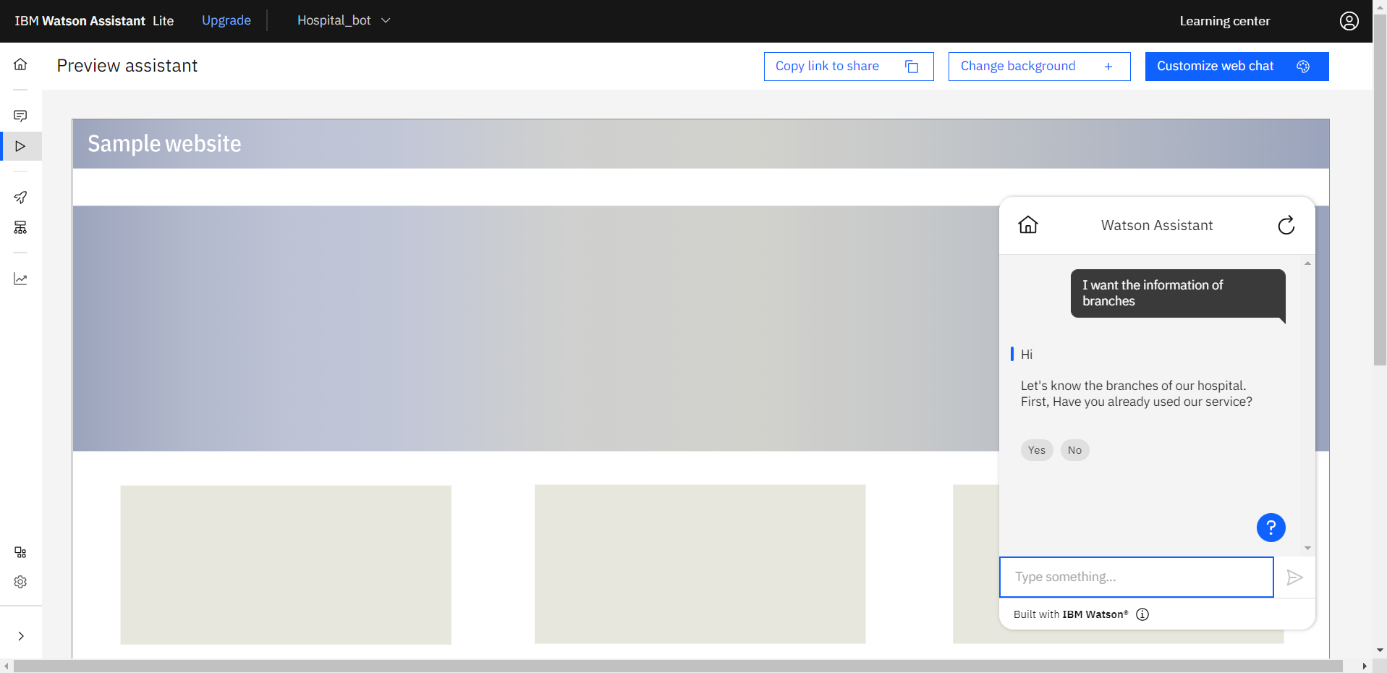 IBM Watson Assistant Lite Upgrade Hospital_bot Learning center
Preview assistant Copy link to share Change background + Customize web chat
Sample website
Watson Assistant
I want the information of
branches
Hi
Let's know the branches of our hospital.
First, Have you already used our service?
Yes No
?
Type something...
Built with IBM Watson®